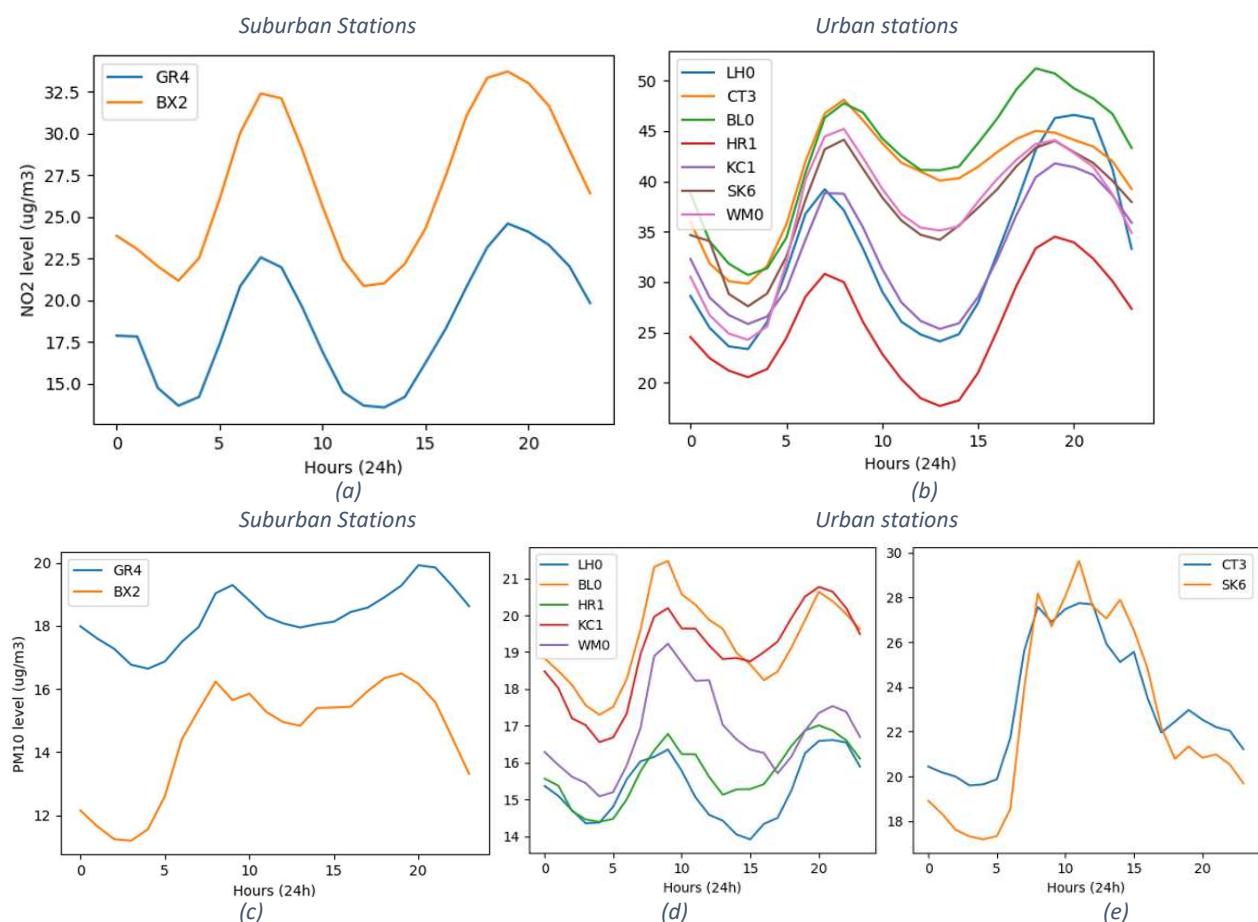 Suburban Stations
Urban stations
GR4
BX2
32.5
30.0
27.5
25.0
22.5
20.0
17.5
15.0
NO2 level (ug/m3)
0 5 10 15 20
Hours (24h)
(a)
LH0
CT3
BL0
HR1
KC1
SK6
WM0
50
45
40
35
30
25
20
0 5 10 15 20
Hours (24h)
(b)
Suburban Stations
Urban stations
GR4
BX2
20
18
16
14
12
PM10 level (ug/m3)
0 5 10 15 20
Hours (24h)
(c)
LH0
BL0
HR1
KC1
WM0
21
20
19
18
17
16
15
14
0 5 10 15 20
Hours (24h)
(d)
CT3
SK6
30
28
26
24
22
20
18
0 5 10 15 20
Hours (24h)
(e)